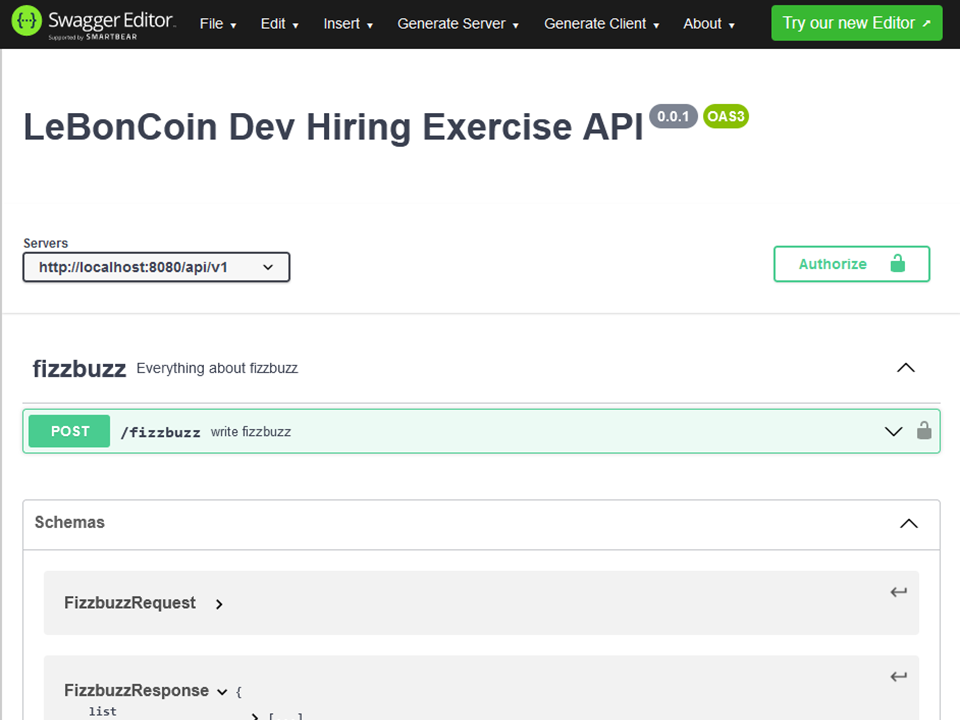 Swagger Editor
Supported by SMARTBEAR
File Edit Insert Generate Server Generate Client About Try our new Editor
LeBonCoin Dev Hiring Exercise API 0.0.1 OAS3
Servers
http://localhost:8080/api/v1
Authorize
fizzbuzz Everything about fizzbuzz
POST /fizzbuzz write fizzbuzz
Schemas
FizzbuzzRequest
FizzbuzzResponse {
list [...]